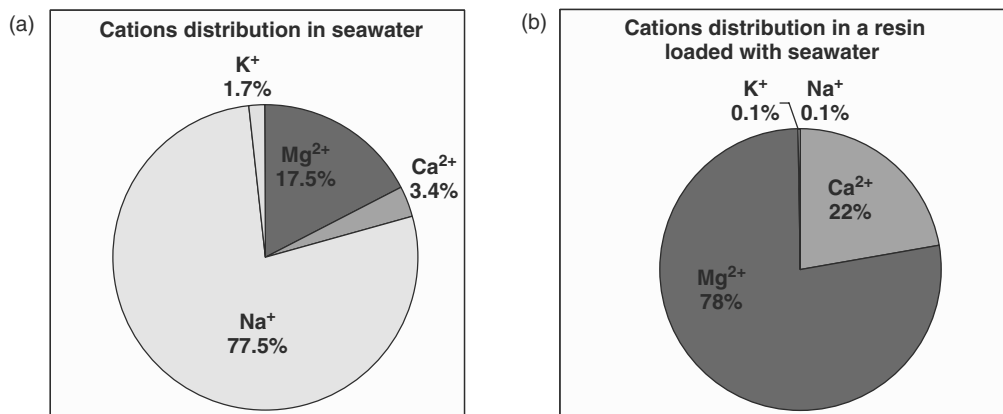 (a)
Cations distribution in seawater
K⁺
1.7%
Mg²⁺
17.5%
Ca²⁺
3.4%
Na⁺
77.5%
(b)
Cations distribution in a resin
loaded with seawater
K⁺
0.1%
Na⁺
0.1%
Ca²⁺
22%
Mg²⁺
78%